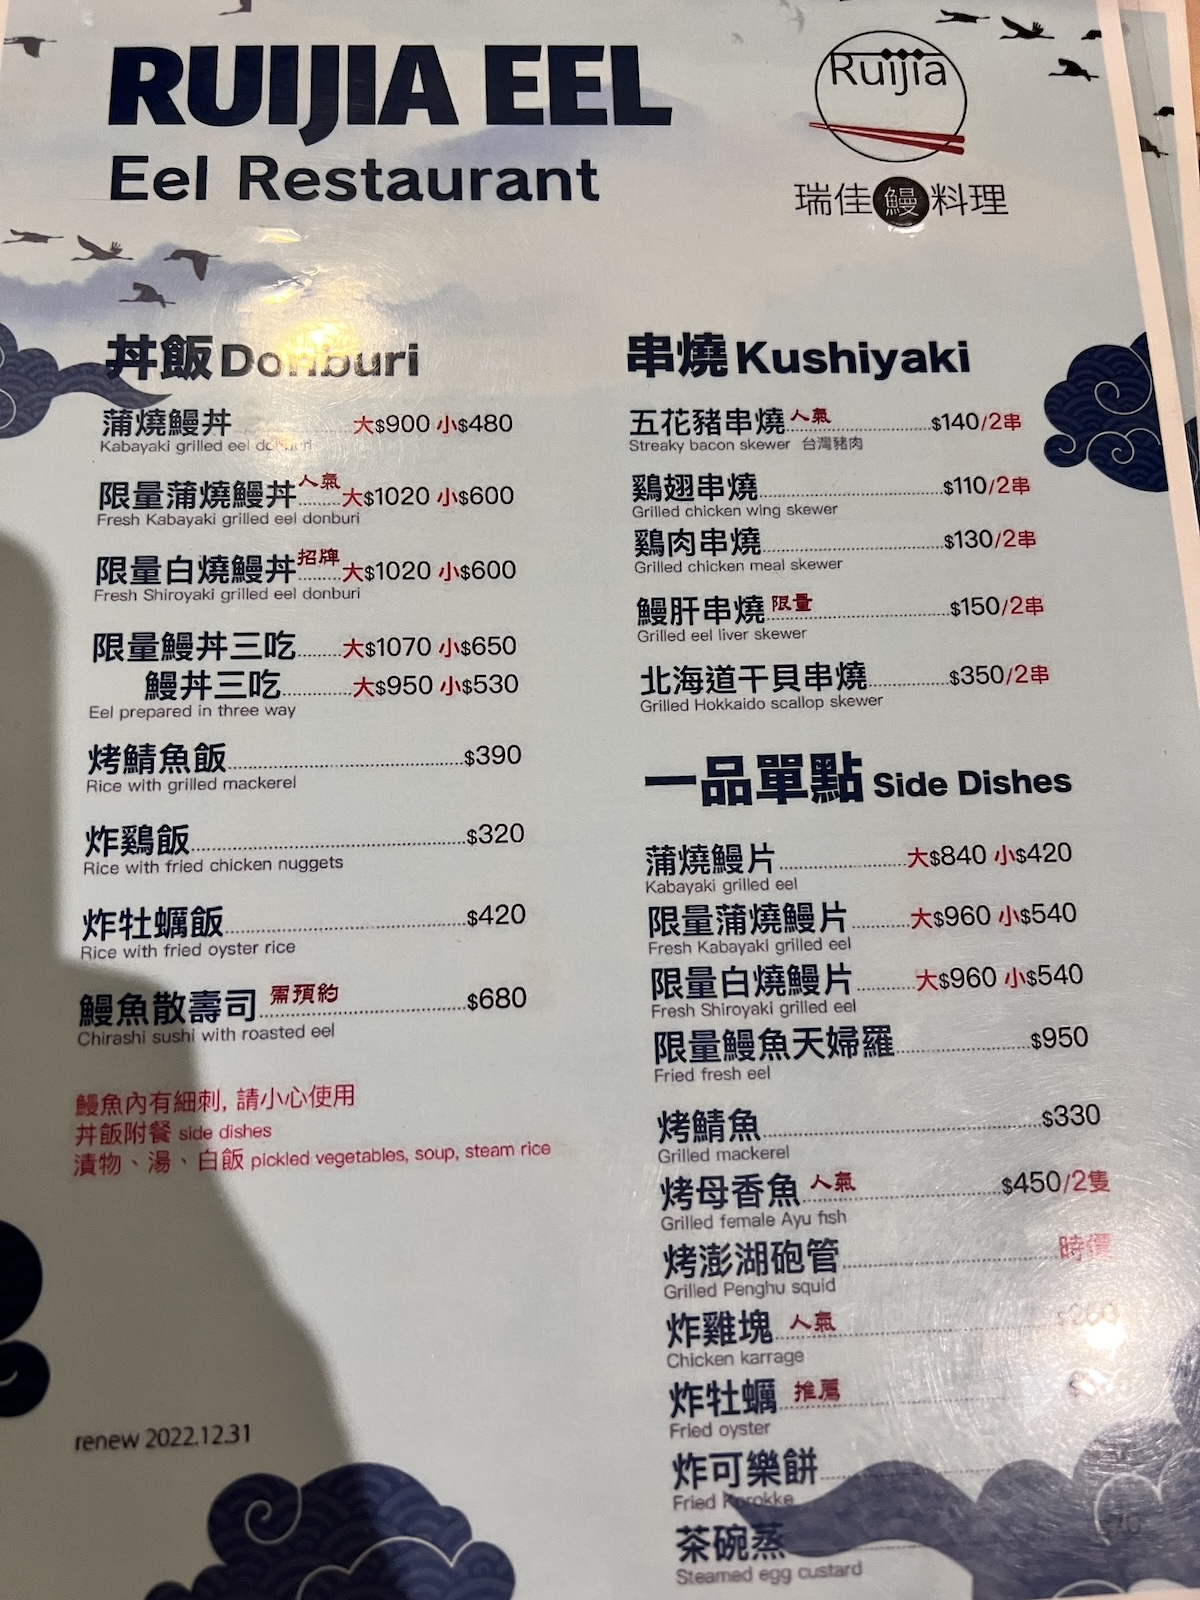 RUIJIA EEL
Eel Restaurant
Ruijia
瑞佳鰻料理
丼飯 Donburi
蒲燒鰻丼 大$900 小$480
Kabayaki grilled eel donburi
限量蒲燒鰻丼 人氣 大$1020 小$600
Fresh Kabayaki grilled eel donburi
限量白燒鰻丼 招牌 大$1020 小$600
Fresh Shiroyaki grilled eel donburi
限量鰻丼三吃 大$1070 小$650
鰻丼三吃 大$950 小$530
Eel prepared in three way
烤鯖魚飯 $390
Rice with grilled mackerel
炸鷄飯 $320
Rice with fried chicken nuggets
炸牡蠣飯 $420
Rice with fried oyster rice
鰻魚散壽司 需預約 $680
Chirashi sushi with roasted eel
鰻魚內有細刺, 請小心使用
丼飯附餐 side dishes
漬物、湯、白飯 pickled vegetables, soup, steam rice
renew 2022.12.31
串燒 Kushiyaki
五花豬串燒 人氣 $140/2串
Streaky bacon skewer 台灣豬肉
鷄翅串燒 $110/2串
Grilled chicken wing skewer
鷄肉串燒 $130/2串
Grilled chicken meal skewer
鰻肝串燒 限量 $150/2串
Grilled eel liver skewer
北海道干貝串燒 $350/2串
Grilled Hokkaido scallop skewer
一品單點 Side Dishes
蒲燒鰻片 大$840 小$420
Kabayaki grilled eel
限量蒲燒鰻片 大$960 小$540
Fresh Kabayaki grilled eel
限量白燒鰻片 大$960 小$540
Fresh Shiroyaki grilled eel
限量鰻魚天婦羅 $950
Fried fresh eel
烤鯖魚 $330
Grilled mackerel
烤母香魚 人氣 $450/2隻
Grilled female Ayu fish
烤澎湖砲管 時價
Grilled Penghu squid
炸雞塊 人氣 $260
Chicken karrage
炸牡蠣 推薦
Fried oyster
炸可樂餅
Fried Korokke
茶碗蒸
Steamed egg custard